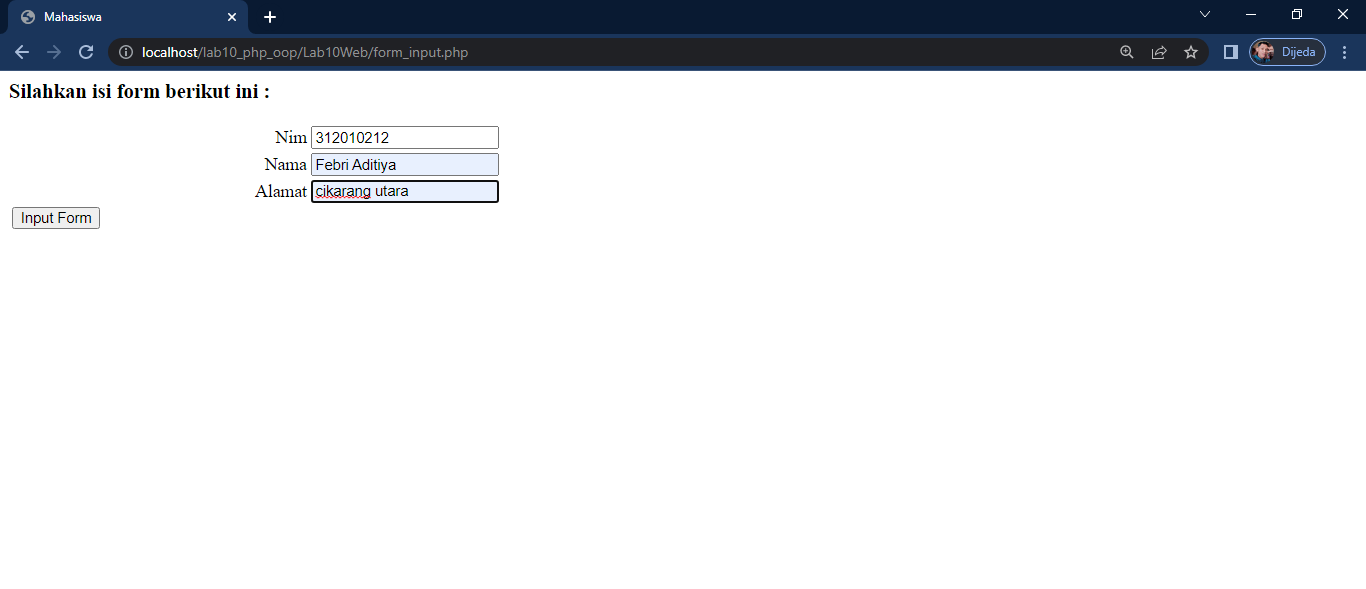 Mahasiswa
localhost/lab10_php_oop/Lab10Web/form_input.php
Dijeda
Silahkan isi form berikut ini :
Nim 312010212
Nama Febri Aditiya
Alamat cikarang utara
Input Form